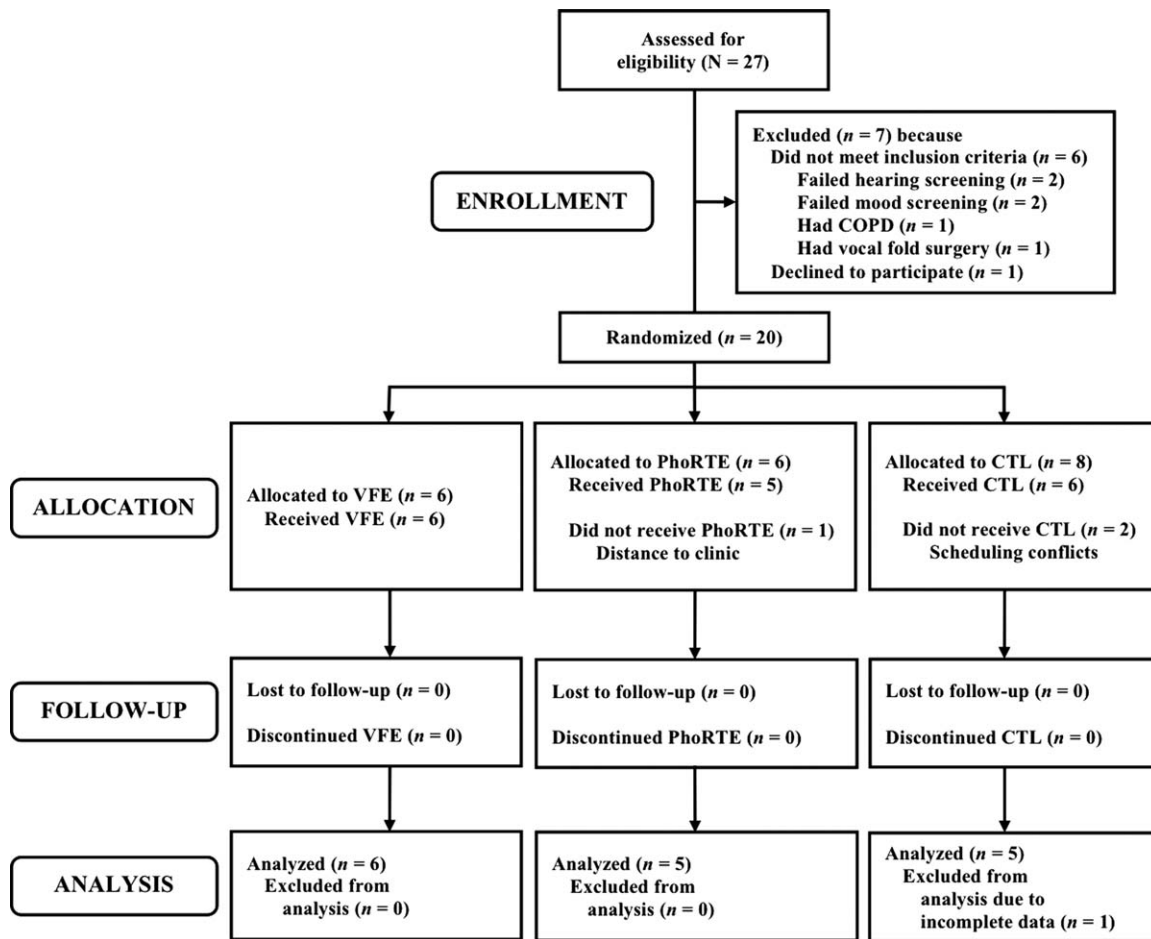 Assessed for
eligibility (N = 27)
Excluded (n = 7) because
Did not meet inclusion criteria (n = 6)
Failed hearing screening (n = 2)
Failed mood screening (n = 2)
Had COPD (n = 1)
Had vocal fold surgery (n = 1)
Declined to participate (n = 1)
ENROLLMENT
Randomized (n = 20)
ALLOCATION
Allocated to VFE (n = 6)
Received VFE (n = 6)
Allocated to PhoRTE (n = 6)
Received PhoRTE (n = 5)
Did not receive PhoRTE (n = 1)
Distance to clinic
Allocated to CTL (n = 8)
Received CTL (n = 6)
Did not receive CTL (n = 2)
Scheduling conflicts
FOLLOW-UP
Lost to follow-up (n = 0)
Discontinued VFE (n = 0)
Lost to follow-up (n = 0)
Discontinued PhoRTE (n = 0)
Lost to follow-up (n = 0)
Discontinued CTL (n = 0)
ANALYSIS
Analyzed (n = 6)
Excluded from
analysis (n = 0)
Analyzed (n = 5)
Excluded from
analysis (n = 0)
Analyzed (n = 5)
Excluded from
analysis due to
incomplete data (n = 1)